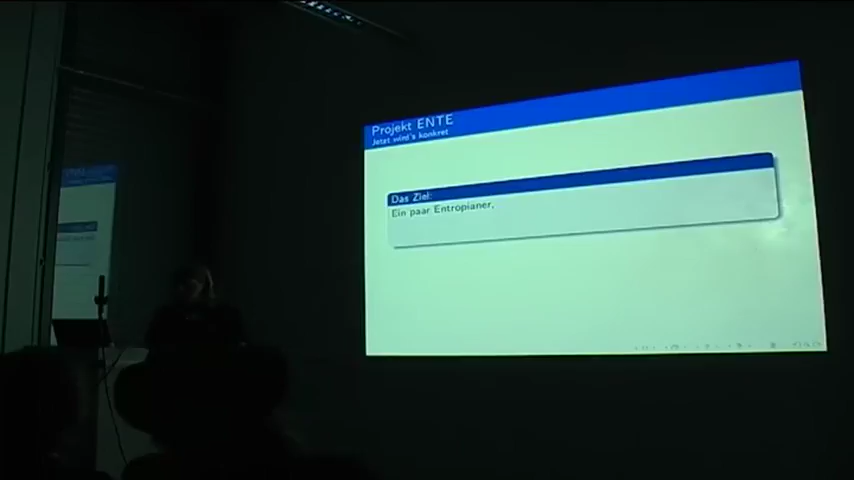 Projekt ENTE
Jetzt wird's konkret
Das Ziel:
Ein paar Entropianer,